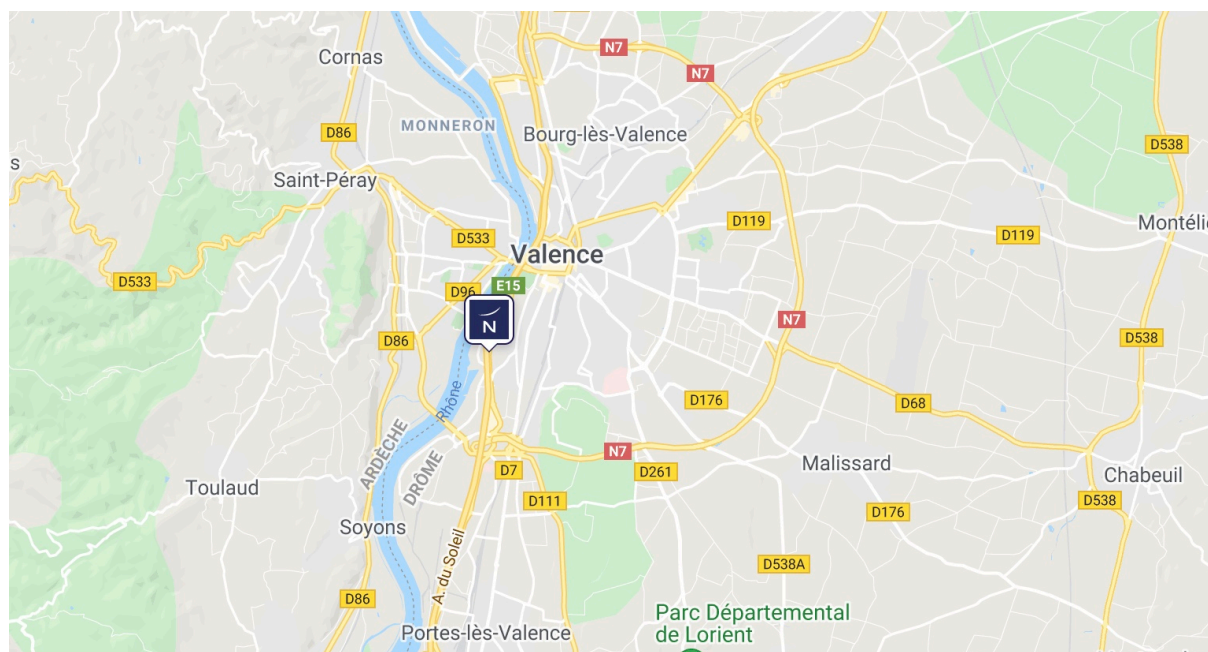 N7
Cornas
N7
MONNERON
D86
Bourg-lès-Valence
D538
s
Saint-Péray
D119
Montélie
D533
D119
Valence
D533
E15
D96
N
N7
D86
D538
Rhône
D176
D68
ARDÈCHE
DRÔME
N7
D7
D261
Malissard
Chabeuil
Toulaud
D111
D538
D176
Soyons
A. du Soleil
D538A
D86
Parc Départemental
de Lorient
Portes-lès-Valence